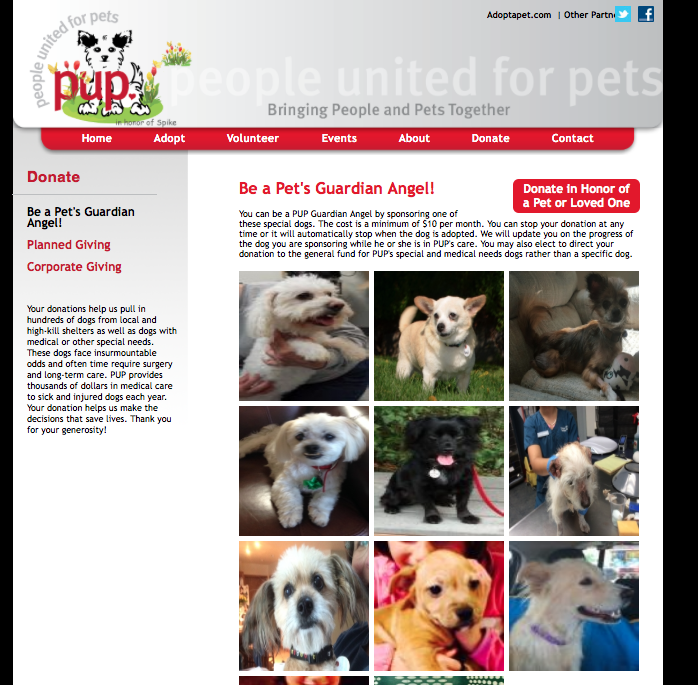 Adoptapet.com | Other Partne
people united for pets
pup
in honor of Spike
people united for pets
Bringing People and Pets Together
Home Adopt Volunteer Events About Donate Contact
Donate
Be a Pet's Guardian
Angel!
Planned Giving
Corporate Giving
Your donations help us pull in
hundreds of dogs from local and
high-kill shelters as well as dogs with
medical or other special needs.
These dogs face insurmountable
odds and often time require surgery
and long-term care. PUP provides
thousands of dollars in medical care
to sick and injured dogs each year.
Your donation helps us make the
decisions that save lives. Thank you
for your generosity!
Be a Pet's Guardian Angel!
Donate in Honor of
a Pet or Loved One
You can be a PUP Guardian Angel by sponsoring one of
these special dogs. The cost is a minimum of $10 per month. You can stop your donation at any
time or it will automatically stop when the dog is adopted. We will update you on the progress of
the dog you are sponsoring while he or she is in PUP's care. You may also elect to direct your
donation to the general fund for PUP's special and medical needs dogs rather than a specific dog.